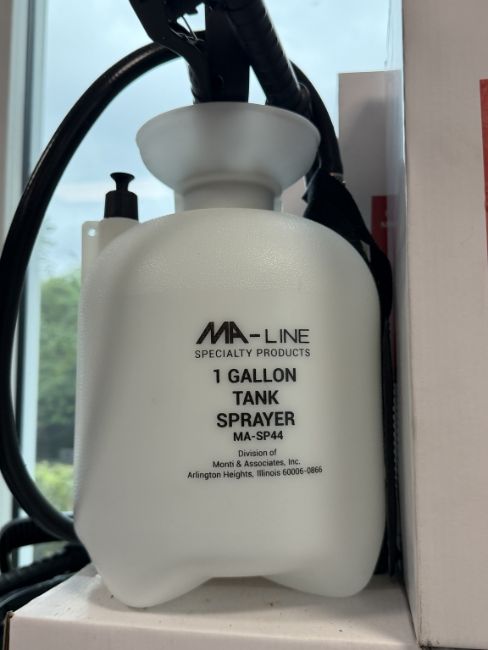 MA-LINE
SPECIALTY PRODUCTS
1 GALLON
TANK
SPRAYER
MA-SP44
Division of
Monti & Associates, Inc.
Arlington Heights, Illinois 60006-0866